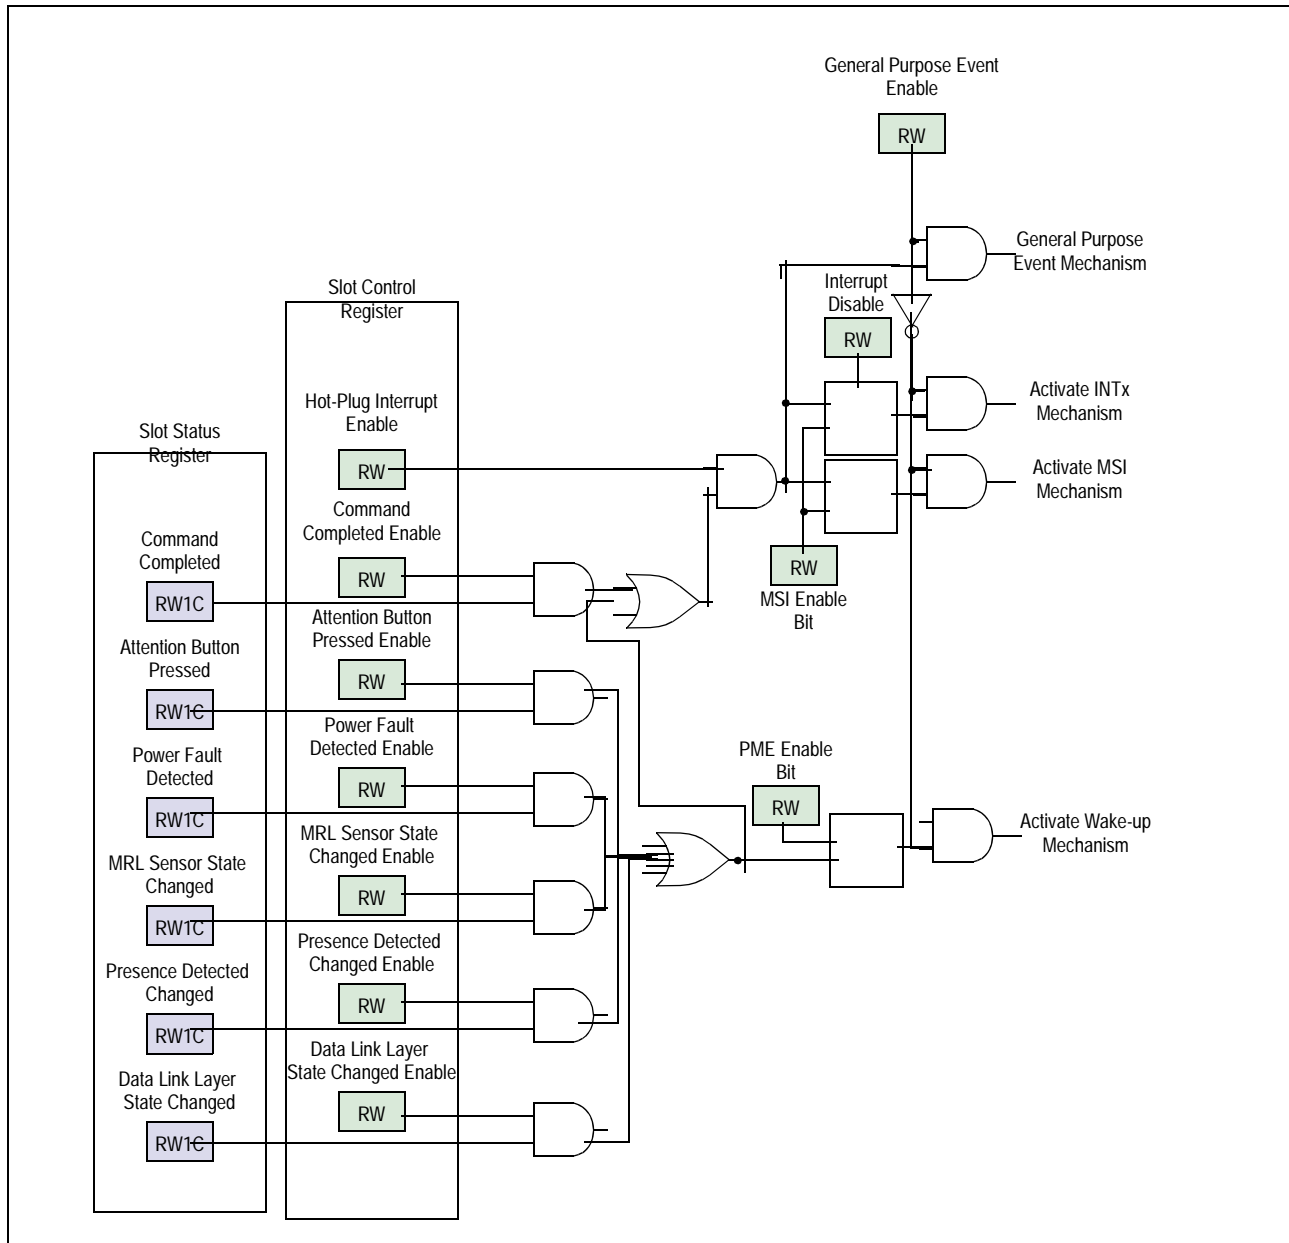 General Purpose Event
Enable
RW
General Purpose
Event Mechanism
Interrupt
Disable
RW
Activate INTx
Mechanism
Activate MSI
Mechanism
RW
MSI Enable
Bit
Slot Control
Register
Hot-Plug Interrupt
Enable
RW
Command
Completed Enable
RW
Attention Button
Pressed Enable
RW
Power Fault
Detected Enable
RW
MRL Sensor State
Changed Enable
RW
Presence Detected
Changed Enable
RW
Data Link Layer
State Changed Enable
RW
Slot Status
Register
Command
Completed
RW1C
Attention Button
Pressed
RW1C
Power Fault
Detected
RW1C
MRL Sensor State
Changed
RW1C
Presence Detected
Changed
RW1C
Data Link Layer
State Changed
RW1C
PME Enable
Bit
RW
Activate Wake-up
Mechanism